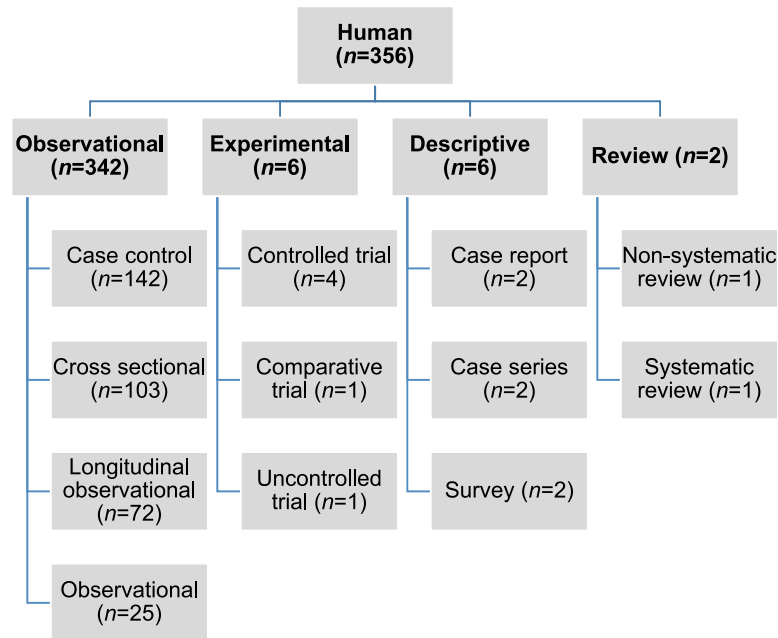 Human
(n=356)
Observational
(n=342)
Experimental
(n=6)
Descriptive
(n=6)
Review (n=2)
Case control
(n=142)
Controlled trial
(n=4)
Case report
(n=2)
Non-systematic
review (n=1)
Cross sectional
(n=103)
Comparative
trial (n=1)
Case series
(n=2)
Systematic
review (n=1)
Longitudinal
observational
(n=72)
Uncontrolled
trial (n=1)
Survey (n=2)
Observational
(n=25)